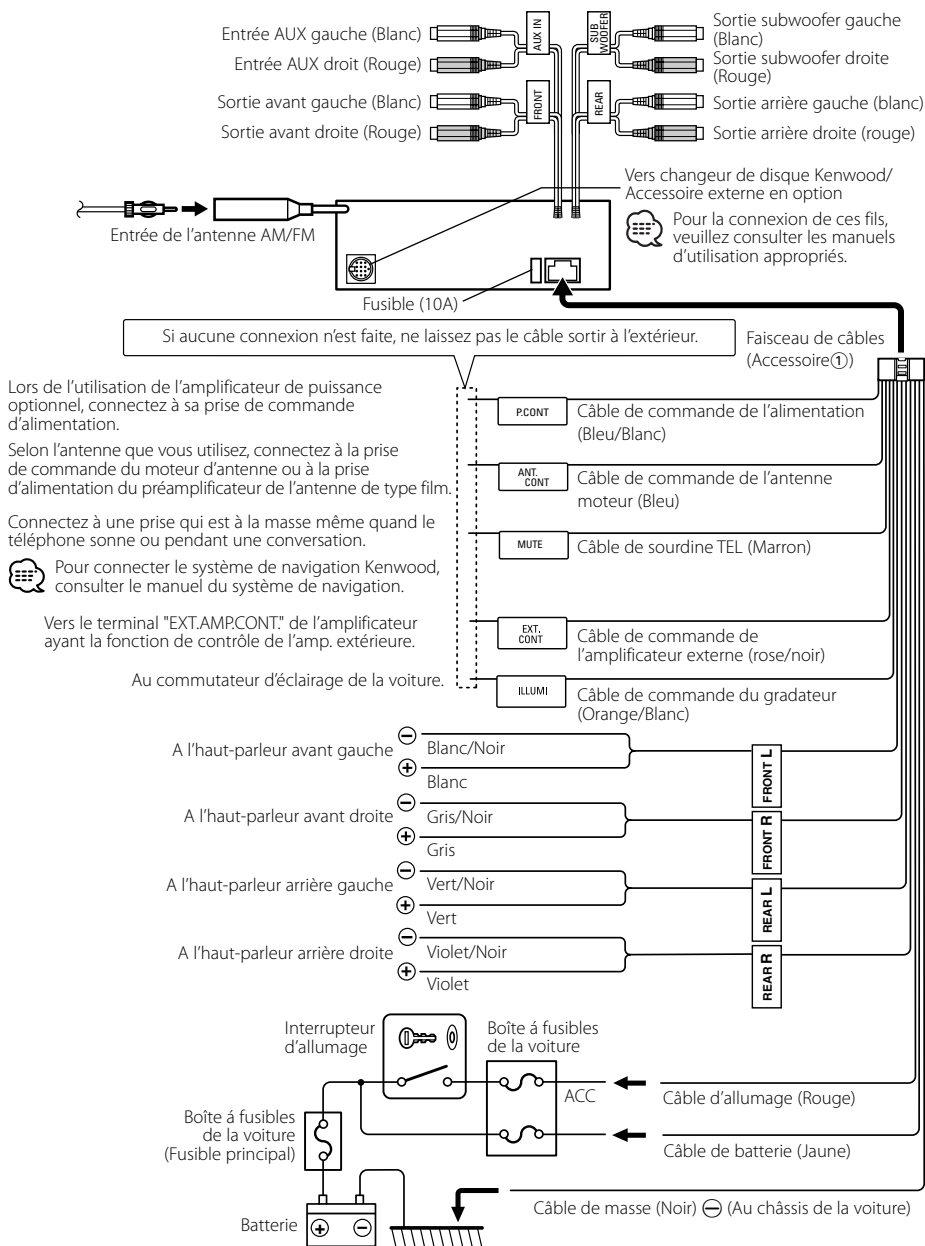 Entrée AUX gauche (Blanc)
Entrée AUX droit (Rouge)
Sortie avant gauche (Blanc)
Sortie avant droite (Rouge)
AUX IN
FRONT
SUB
WOOFER
REAR
Sortie subwoofer gauche
(Blanc)
Sortie subwoofer droite
(Rouge)
Sortie arrière gauche (blanc)
Sortie arrière droite (rouge)
Vers changeur de disque Kenwood/
Accessoire externe en option
Pour la connexion de ces fils,
veuillez consulter les manuels
d'utilisation appropriés.
Entrée de l'antenne AM/FM
Fusible (10A)
Si aucune connexion n'est faite, ne laissez pas le câble sortir à l'extérieur.
Faisceau de câbles
(Accessoire①)
Lors de l'utilisation de l'amplificateur de puissance
optionnel, connectez à sa prise de commande
d'alimentation.
P.CONT
Câble de commande de l'alimentation
(Bleu/Blanc)
Selon l'antenne que vous utilisez, connectez à la prise
de commande du moteur d'antenne ou à la prise
d'alimentation du préamplificateur de l'antenne de type film.
ANT.
CONT
Câble de commande de l'antenne
moteur (Bleu)
Connectez à une prise qui est à la masse même quand le
téléphone sonne ou pendant une conversation.
MUTE
Câble de sourdine TEL (Marron)
Pour connecter le système de navigation Kenwood,
consulter le manuel du système de navigation.
Vers le terminal "EXT.AMP.CONT." de l'amplificateur
ayant la fonction de contrôle de l'amp. extérieure.
EXT.
CONT
Câble de commande de
l'amplificateur externe (rose/noir)
Au commutateur d'éclairage de la voiture.
ILLUMI
Câble de commande du gradateur
(Orange/Blanc)
A l'haut-parleur avant gauche
⊖
Blanc/Noir
⊕
Blanc
FRONT L
A l'haut-parleur avant droite
⊖
Gris/Noir
⊕
Gris
FRONT R
A l'haut-parleur arrière gauche
⊖
Vert/Noir
⊕
Vert
REAR L
A l'haut-parleur arrière droite
⊖
Violet/Noir
⊕
Violet
REAR R
Interrupteur
d'allumage
Boîte á fusibles
de la voiture
ACC
Câble d'allumage (Rouge)
Boîte á fusibles
de la voiture
(Fusible principal)
Câble de batterie (Jaune)
Câble de masse (Noir) ⊖ (Au châssis de la voiture)
Batterie
⊕ ⊖